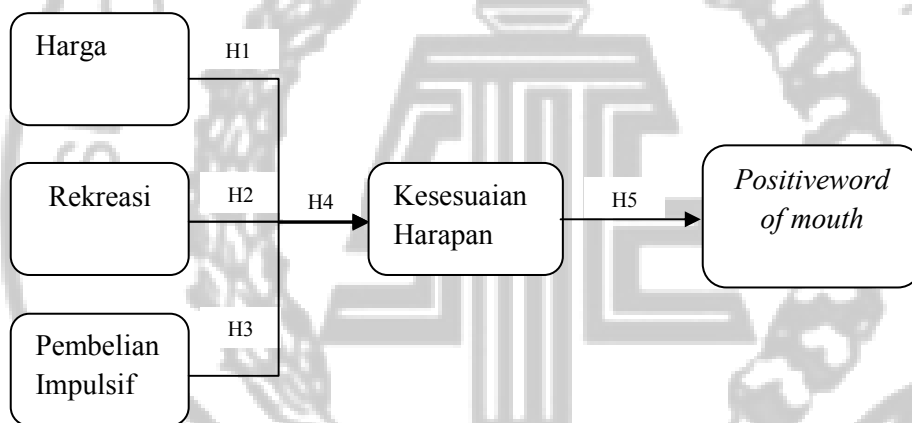 Harga
H1
Rekreasi
H2
H4
Kesesuaian
Harapan
H5
Positiveword
of mouth
H3
Pembelian
Impulsif